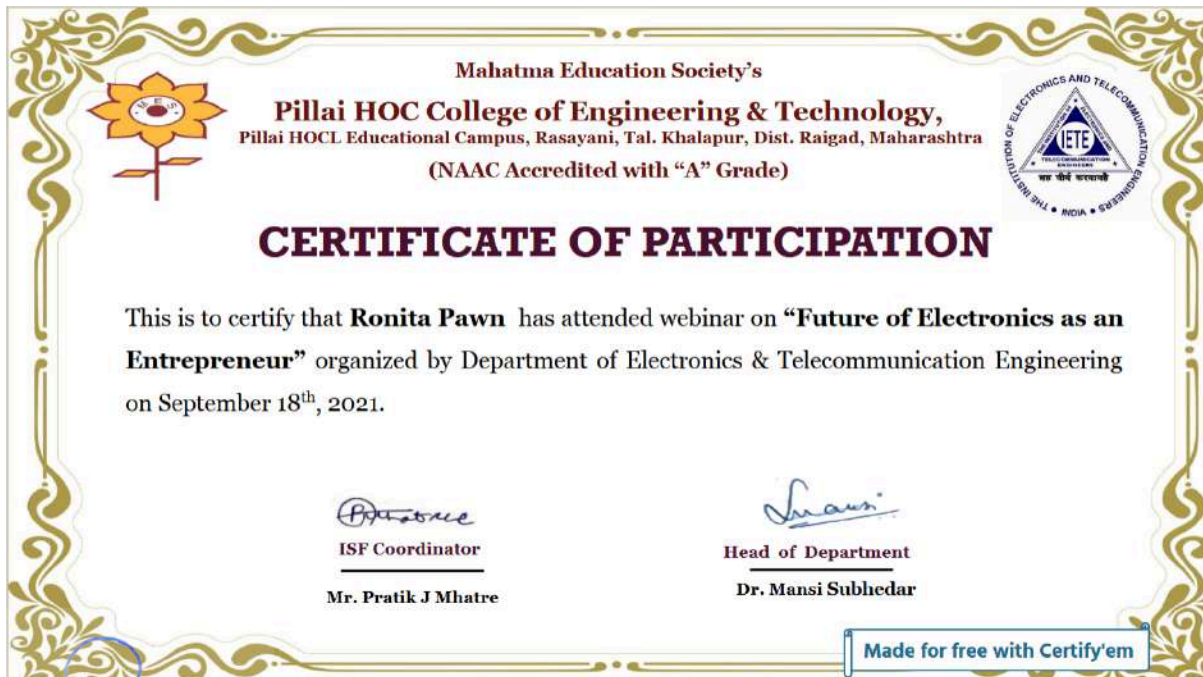 Mahatma Education Society's
Pillai HOC College of Engineering & Technology,
Pillai HOCL Educational Campus, Rasayani, Tal. Khalapur, Dist. Raigad, Maharashtra
(NAAC Accredited with “A” Grade)
MES
THE INSTITUTION OF ELECTRONICS AND TELECOMMUNICATION ENGINEERS • INDIA •
IETE
TELECOMMUNICATION
ENGINEERS
CERTIFICATE OF PARTICIPATION
This is to certify that Ronita Pawn has attended webinar on “Future of Electronics as an
Entrepreneur” organized by Department of Electronics & Telecommunication Engineering
on September 18th, 2021.
ISF Coordinator
Mr. Pratik J Mhatre
Head of Department
Dr. Mansi Subhedar
Made for free with Certify'em